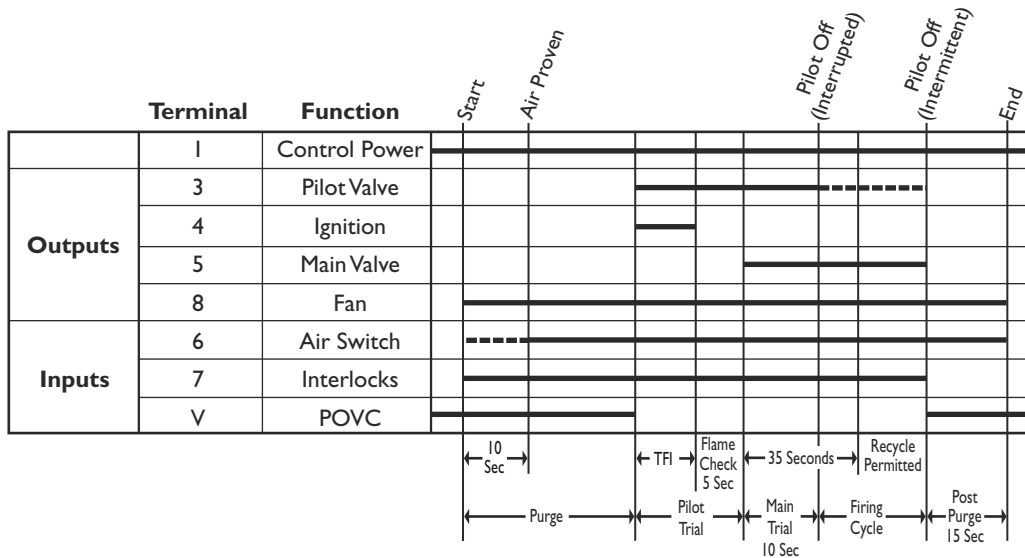 Start
Air Proven
Pilot Off
(Interrupted)
Pilot Off
(Intermittent)
End
Terminal Function
1 Control Power
Outputs
3 Pilot Valve
4 Ignition
5 Main Valve
8 Fan
Inputs
6 Air Switch
7 Interlocks
V POVC
10
Sec
TFI
Flame
Check
5 Sec
35 Seconds
Recycle
Permitted
Purge
Pilot
Trial
Main
Trial
10 Sec
Firing
Cycle
Post
Purge
15 Sec